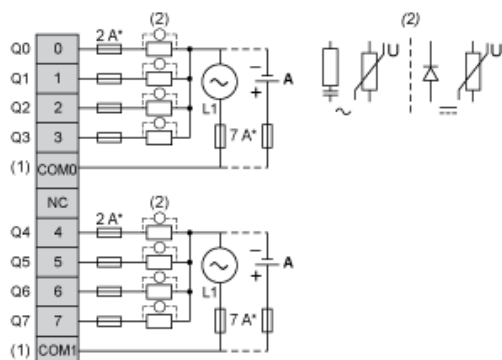 (2)
Q0 0 2 A*
Q1 1
Q2 2
Q3 3
L1
− + A
7 A*
(1) COM0
NC
(2)
Q4 4 2 A*
Q5 5
Q6 6
Q7 7
L1
− + A
7 A*
(1) COM1
(2)
U U